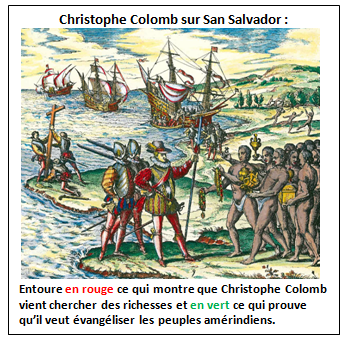 Christophe Colomb sur San Salvador :
Entoure en rouge ce qui montre que Christophe Colomb
vient chercher des richesses et en vert ce qui prouve
qu'il veut évangéliser les peuples amérindiens.